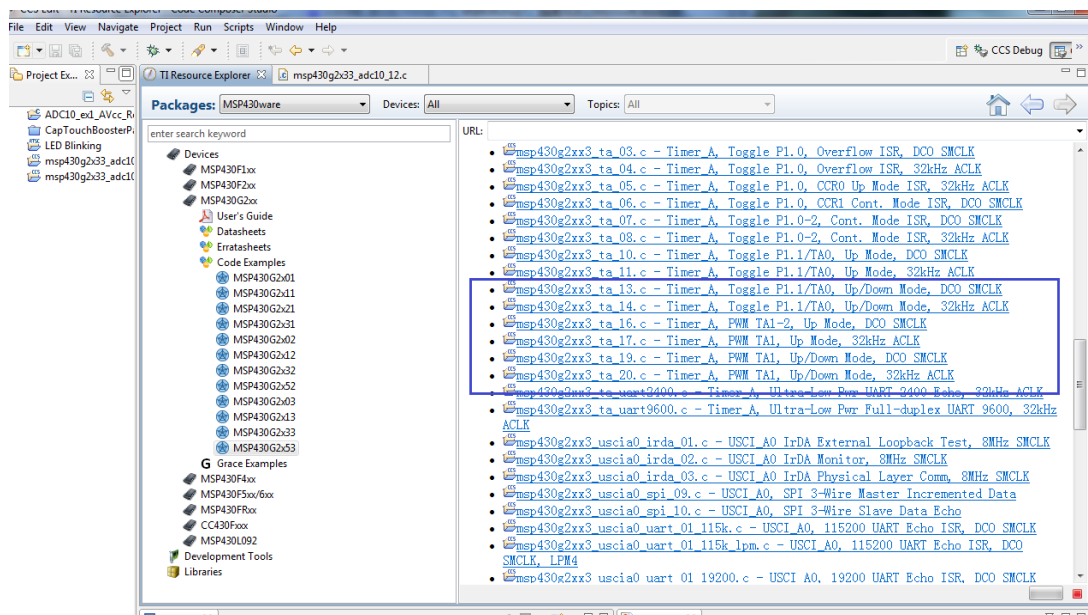 CCS Edit - TI Resource Explorer - Code Composer Studio
File Edit View Navigate Project Run Scripts Window Help
CCS Debug
Project Ex...
TI Resource Explorer
msp430g2x33_adc10_12.c
ADC10_ex1_AVcc_Re
CapTouchBoosterPa
LED Blinking
msp430g2x33_adc10
msp430g2x33_adc10
Packages: MSP430ware
Devices: All
Topics: All
enter search keyword
Devices
MSP430F1xx
MSP430F2xx
MSP430G2xx
User's Guide
Datasheets
Erratasheets
Code Examples
MSP430G2x01
MSP430G2x11
MSP430G2x21
MSP430G2x31
MSP430G2x02
MSP430G2x12
MSP430G2x32
MSP430G2x52
MSP430G2x03
MSP430G2x13
MSP430G2x33
MSP430G2x53
Grace Examples
MSP430F4xx
MSP430F5xx/6xx
MSP430FRxx
CC430Fxxx
MSP430L092
Development Tools
Libraries
URL:
msp430g2xx3_ta_03.c - Timer_A, Toggle P1.0, Overflow ISR, DCO SMCLK
msp430g2xx3_ta_04.c - Timer_A, Toggle P1.0, Overflow ISR, 32kHz ACLK
msp430g2xx3_ta_05.c - Timer_A, Toggle P1.0, CCR0 Up Mode ISR, 32kHz ACLK
msp430g2xx3_ta_06.c - Timer_A, Toggle P1.0, CCR1 Cont. Mode ISR, DCO SMCLK
msp430g2xx3_ta_07.c - Timer_A, Toggle P1.0-2, Cont. Mode ISR, DCO SMCLK
msp430g2xx3_ta_08.c - Timer_A, Toggle P1.0-2, Cont. Mode ISR, 32kHz ACLK
msp430g2xx3_ta_10.c - Timer_A, Toggle P1.1/TA0, Up Mode, DCO SMCLK
msp430g2xx3_ta_11.c - Timer_A, Toggle P1.1/TA0, Up Mode, 32kHz ACLK
msp430g2xx3_ta_13.c - Timer_A, Toggle P1.1/TA0, Up/Down Mode, DCO SMCLK
msp430g2xx3_ta_14.c - Timer_A, Toggle P1.1/TA0, Up/Down Mode, 32kHz ACLK
msp430g2xx3_ta_16.c - Timer_A, PWM TA1-2, Up Mode, DCO SMCLK
msp430g2xx3_ta_17.c - Timer_A, PWM TA1, Up Mode, 32kHz ACLK
msp430g2xx3_ta_19.c - Timer_A, PWM TA1, Up/Down Mode, DCO SMCLK
msp430g2xx3_ta_20.c - Timer_A, PWM TA1, Up/Down Mode, 32kHz ACLK
msp430g2xx3_ta_uart2400.c - Timer_A, Ultra-Low Pwr UART 2400 Echo, 32kHz ACLK
msp430g2xx3_ta_uart9600.c - Timer_A, Ultra-Low Pwr Full-duplex UART 9600, 32kHz
ACLK
msp430g2xx3_uscia0_irda_01.c - USCI_A0 IrDA External Loopback Test, 8MHz SMCLK
msp430g2xx3_uscia0_irda_02.c - USCI_A0 IrDA Monitor, 8MHz SMCLK
msp430g2xx3_uscia0_irda_03.c - USCI_A0 IrDA Physical Layer Comm, 8MHz SMCLK
msp430g2xx3_uscia0_spi_09.c - USCI_A0, SPI 3-Wire Master Incremented Data
msp430g2xx3_uscia0_spi_10.c - USCI_A0, SPI 3-Wire Slave Data Echo
msp430g2xx3_uscia0_uart_01_115k.c - USCI_A0, 115200 UART Echo ISR, DCO SMCLK
msp430g2xx3_uscia0_uart_01_115k_lpm.c - USCI_A0, 115200 UART Echo ISR, DCO
SMCLK, LPM4
msp430g2xx3_uscia0_uart_01_19200.c - USCI_A0, 19200 UART Echo ISR, DCO SMCLK